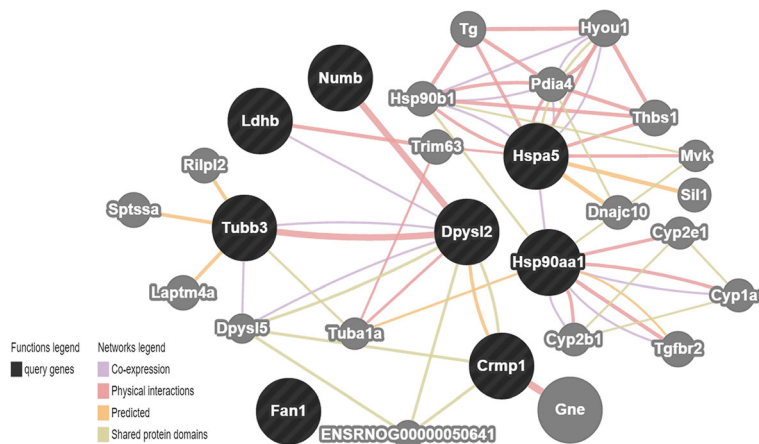 Tg
Hyou1
Numb
Pdia4
Hsp90b1
Ldhb
Thbs1
Trim63
Hspa5
Mvk
Rilpl2
Sil1
Sptssa
Dnajc10
Tubb3
Dpysl2
Cyp2e1
Hsp90aa1
Laptm4a
Cyp1a1
Dpysl5
Tuba1a
Cyp2b1
Tgfbr2
Functions legend
query genes
Networks legend
Co-expression
Physical interactions
Predicted
Shared protein domains
Crmp1
Fan1
Gne
ENSRNOG00000050641